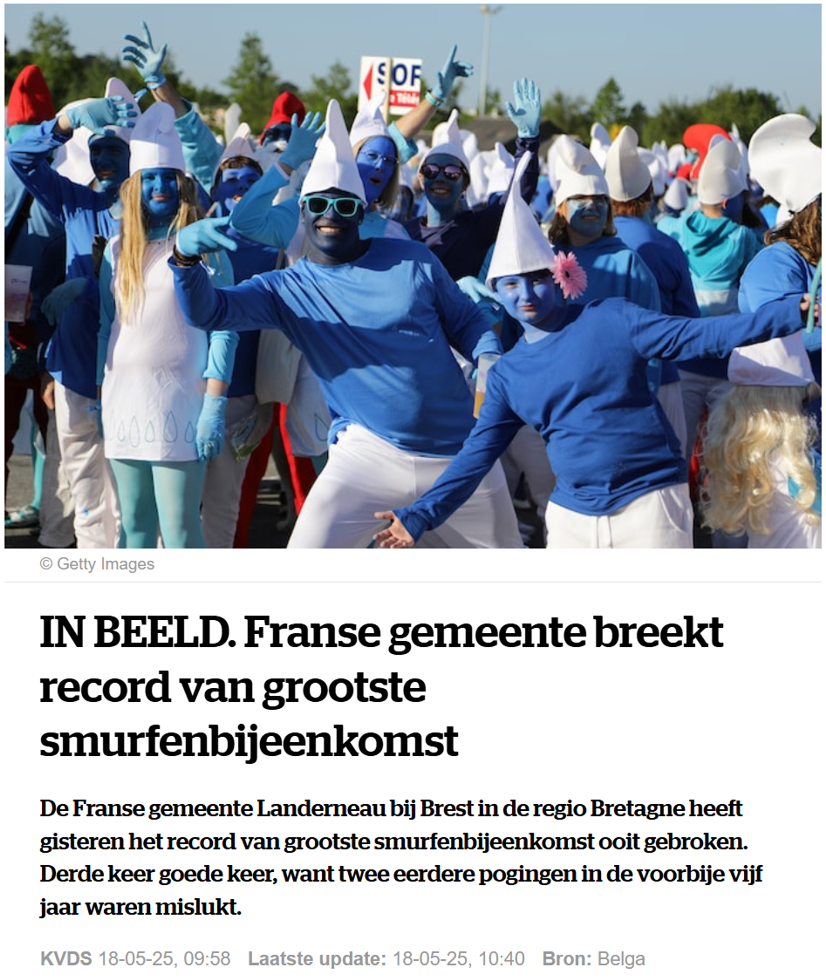 SOF
Télé
© Getty Images
IN BEELD. Franse gemeente breekt
record van grootste
smurfenbijeenkomst
De Franse gemeente Landerneau bij Brest in de regio Bretagne heeft
gisteren het record van grootste smurfenbijeenkomst ooit gebroken.
Derde keer goede keer, want twee eerdere pogingen in de voorbije vijf
jaar waren mislukt.
KVDS 18-05-25, 09:58 Laatste update: 18-05-25, 10:40 Bron: Belga